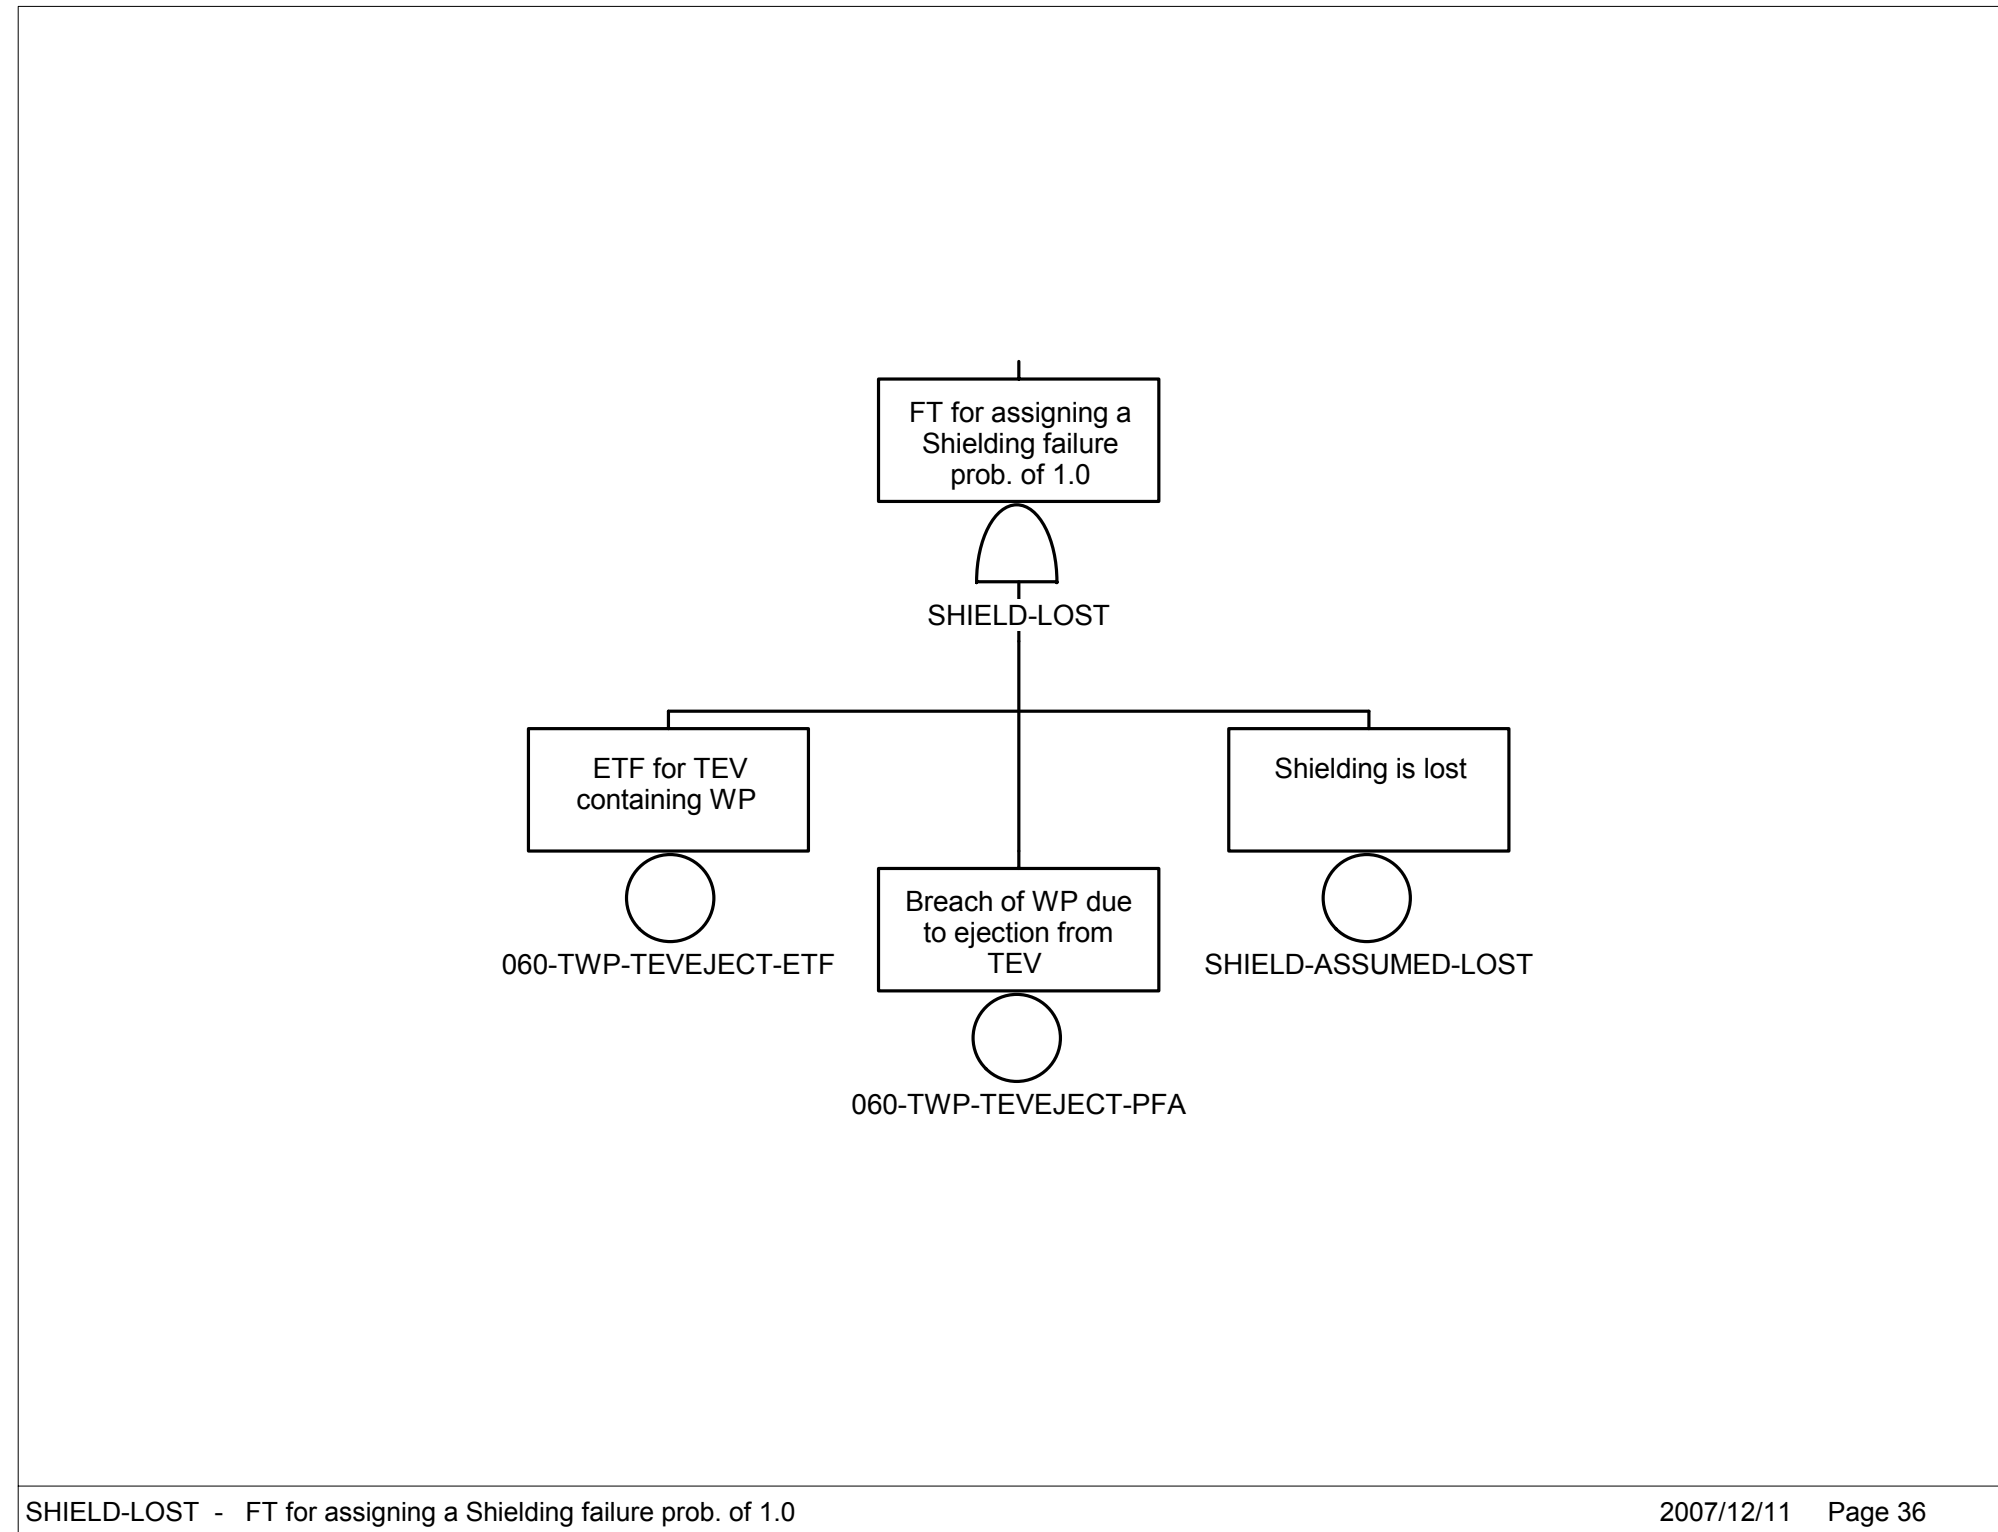 FT for assigning a
Shielding failure
prob. of 1.0
SHIELD-LOST
ETF for TEV
containing WP
060-TWP-TEVEJECT-ETF
Breach of WP due
to ejection from
TEV
060-TWP-TEVEJECT-PFA
Shielding is lost
SHIELD-ASSUMED-LOST
SHIELD-LOST - FT for assigning a Shielding failure prob. of 1.0
2007/12/11 Page 36